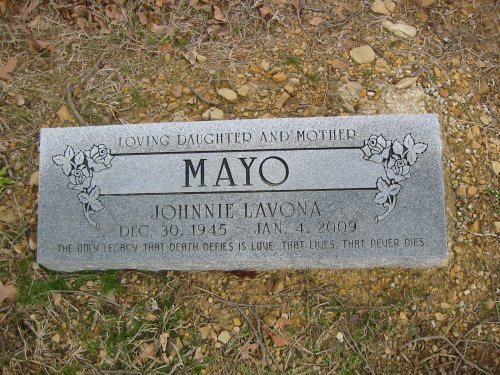 LOVING DAUGHTER AND MOTHER
MAYO
JOHNNIE LAVONA
DEC. 30, 1945 - JAN. 4, 2009
THE ONLY LEGACY THAT DEATH DEFIES IS LOVE; THAT LIVES, THAT NEVER DIES.